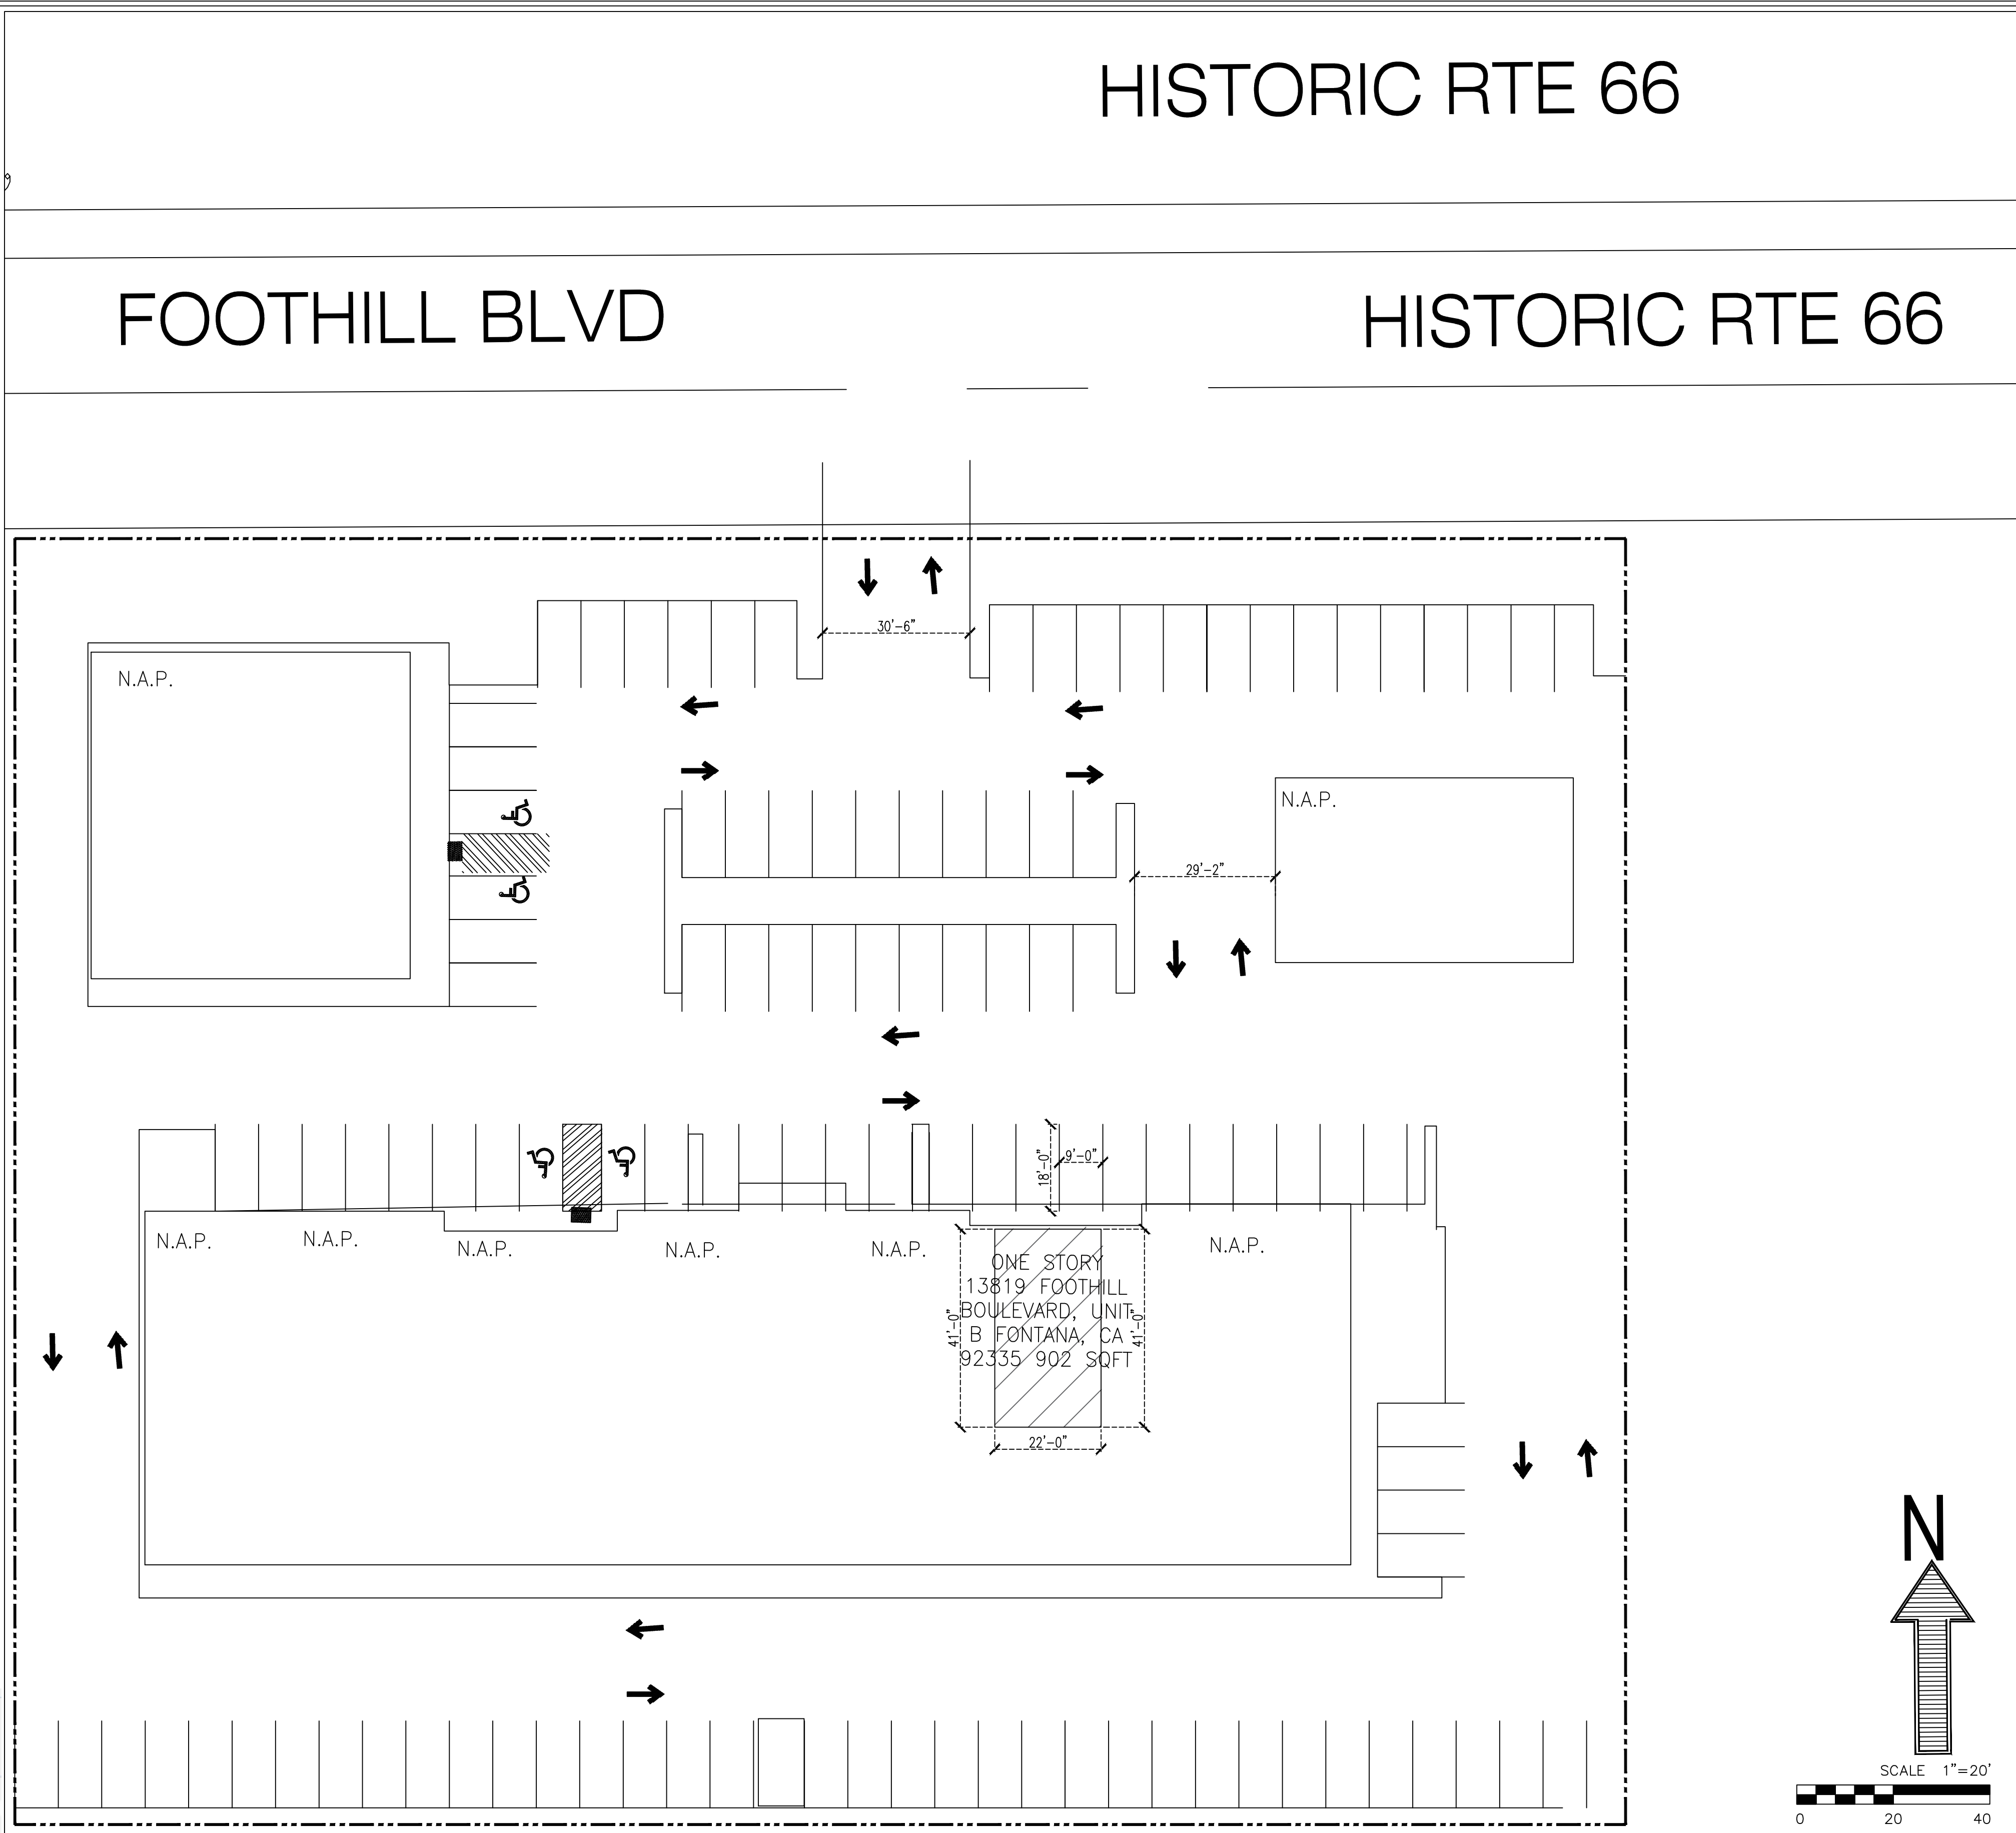 HISTORIC RTE 66
FOOTHILL BLVD
HISTORIC RTE 66
30'-6"
N.A.P.
N.A.P.
29'-2"
18'-0"
9'-0"
N.A.P.
N.A.P.
N.A.P.
N.A.P.
N.A.P.
N.A.P.
ONE STORY
13819 FOOTHILL
BOULEVARD, UNIT
B FONTANA, CA
92335 902 SQFT
41'-0"
41'-0"
22'-0"
N
SCALE 1"=20'
0 20 40